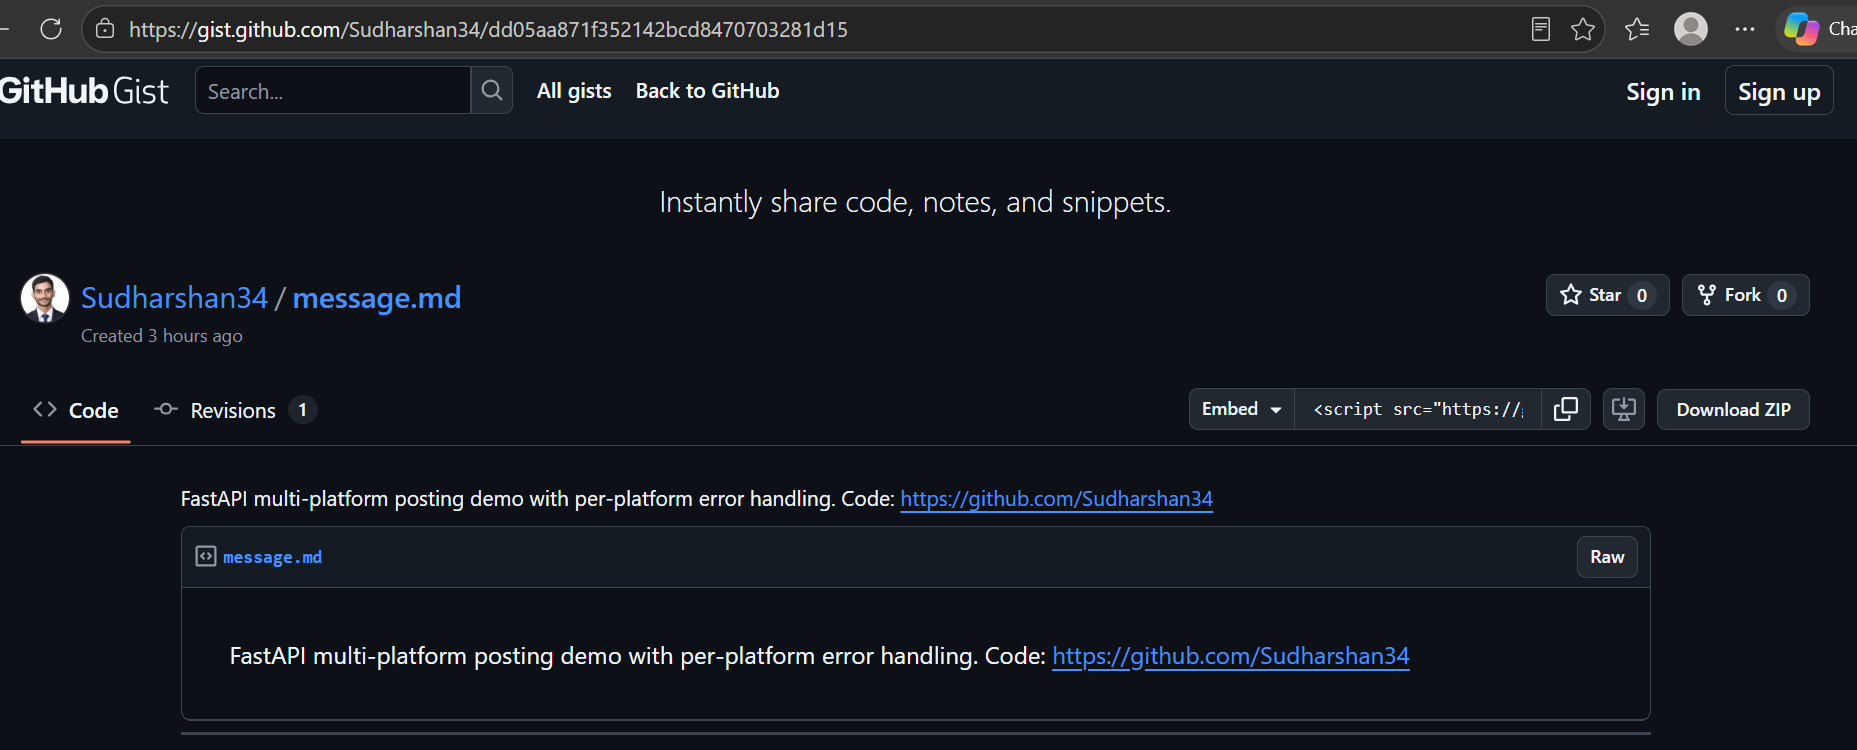 https://gist.github.com/Sudharshan34/dd05aa871f352142bcd8470703281d15
Cha
GitHub Gist Search... All gists Back to GitHub Sign in Sign up
Instantly share code, notes, and snippets.
Sudharshan34 / message.md Star 0 Fork 0
Created 3 hours ago
Code Revisions 1 Embed <script src="https:// Download ZIP
FastAPI multi-platform posting demo with per-platform error handling. Code: https://github.com/Sudharshan34
message.md Raw
FastAPI multi-platform posting demo with per-platform error handling. Code: https://github.com/Sudharshan34